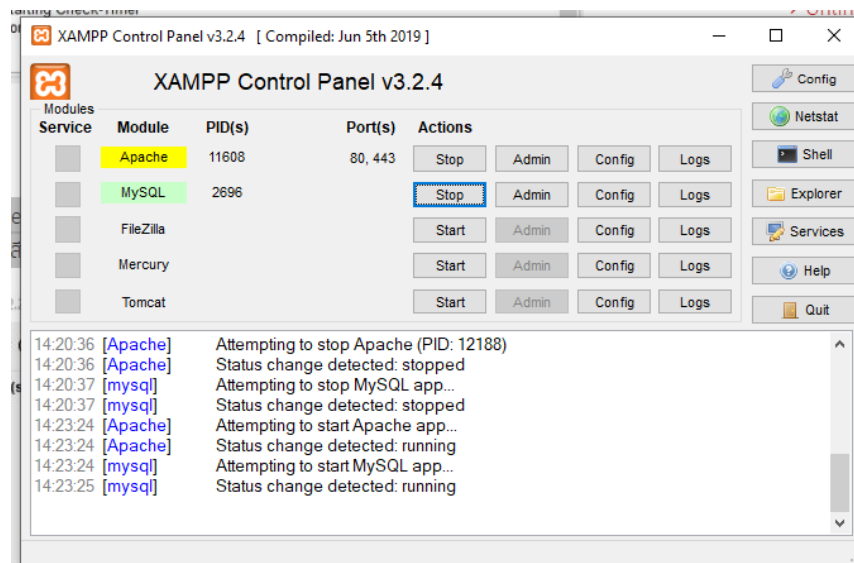 XAMPP Control Panel v3.2.4 [ Compiled: Jun 5th 2019 ]
XAMPP Control Panel v3.2.4
Config
Modules
Service Module PID(s) Port(s) Actions
Netstat
Apache 11608 80, 443 Stop Admin Config Logs
Shell
MySQL 2696 Stop Admin Config Logs
Explorer
FileZilla Start Admin Config Logs
Services
Mercury Start Admin Config Logs
Help
Tomcat Start Admin Config Logs
Quit
14:20:36 [Apache] Attempting to stop Apache (PID: 12188)
14:20:36 [Apache] Status change detected: stopped
14:20:37 [mysql] Attempting to stop MySQL app...
14:20:37 [mysql] Status change detected: stopped
14:23:24 [Apache] Attempting to start Apache app...
14:23:24 [Apache] Status change detected: running
14:23:24 [mysql] Attempting to start MySQL app...
14:23:25 [mysql] Status change detected: running